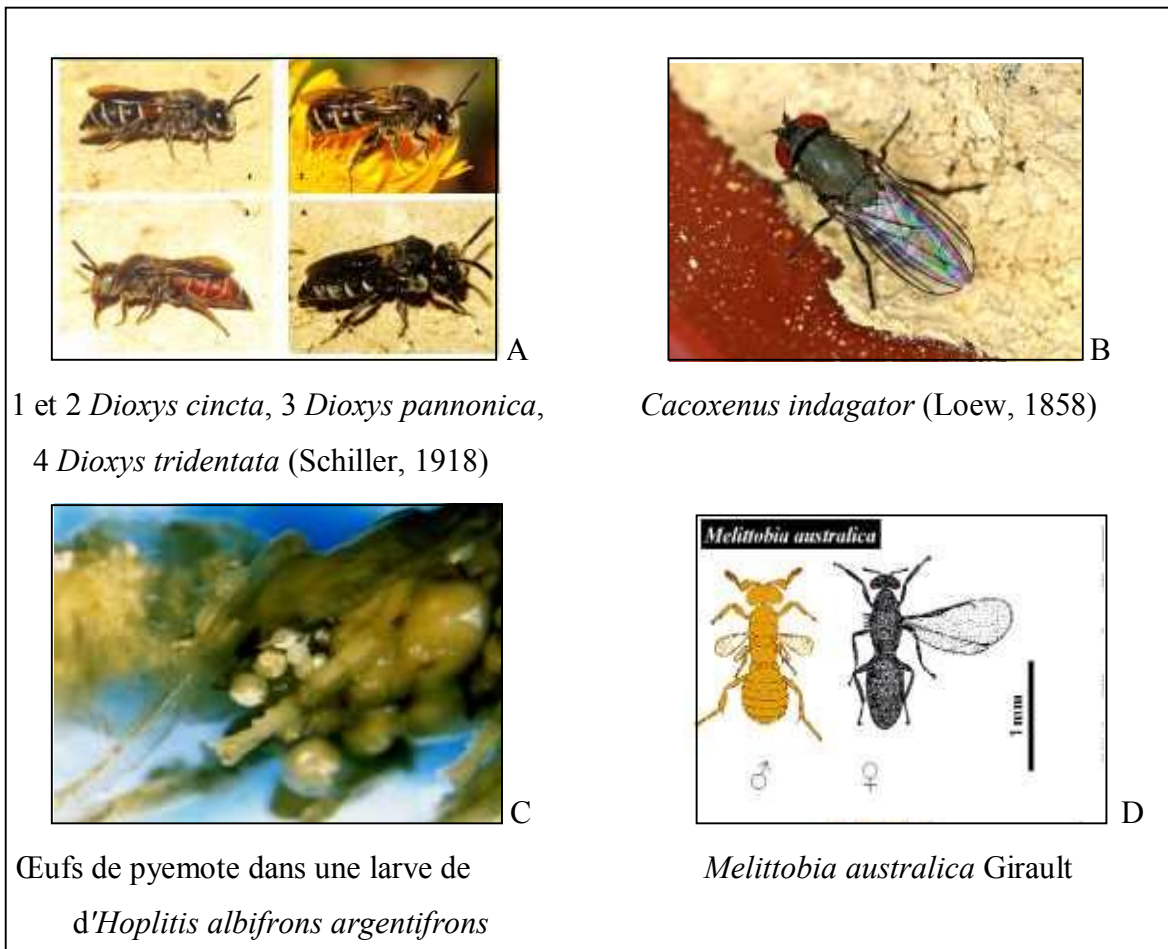 A
B
1 et 2 Dioxys cincta, 3 Dioxys pannonica,
4 Dioxys tridentata (Schiller, 1918)
Cacoxenus indagator (Loew, 1858)
Melittobia australica
1mm
♂ ♀
C
D
Œufs de pyemote dans une larve de
d'Hoplitis albifrons argentifrons
Melittobia australica Girault